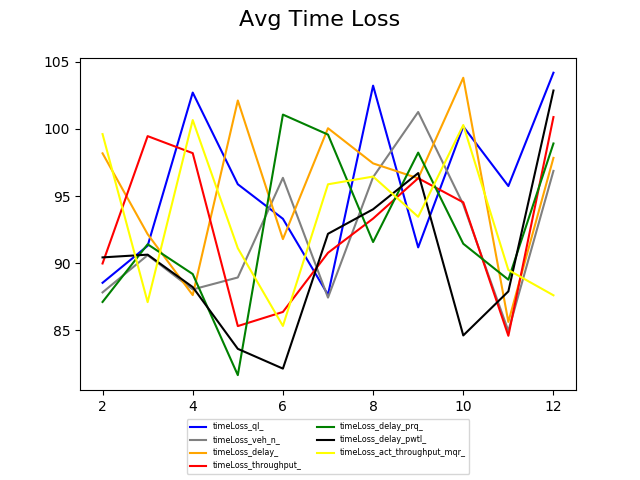 Avg Time Loss
105
100
95
90
85
2 4 6 8 10 12
timeLoss_ql_ timeLoss_delay_prq_
timeLoss_veh_n_ timeLoss_delay_pwtl_
timeLoss_delay_ timeLoss_act_throughput_mqr_
timeLoss_throughput_